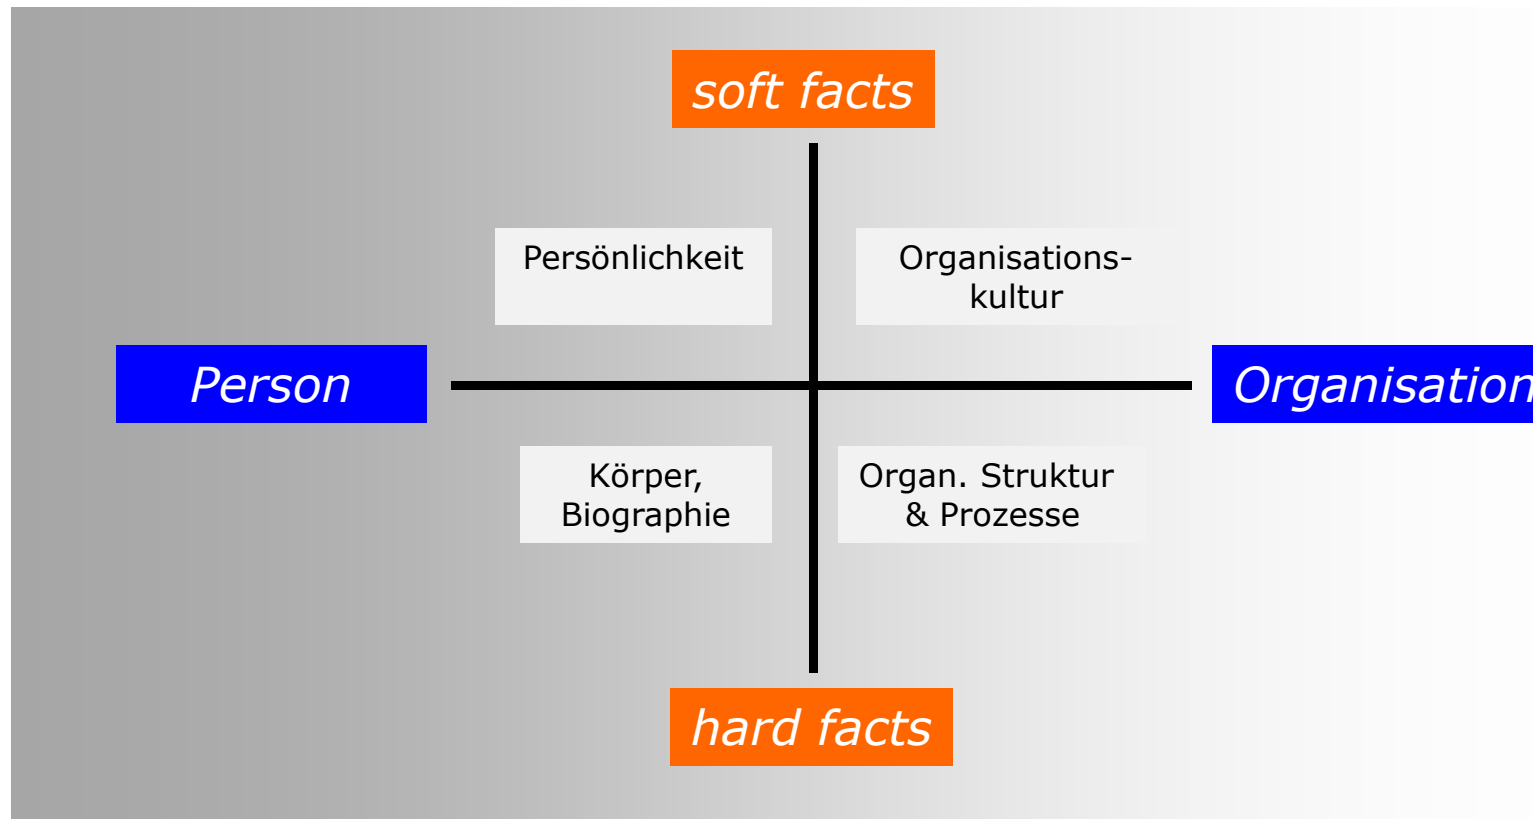 soft facts
Persönlichkeit
Organisations-
kultur
Person
Organisation
Körper,
Biographie
Organ. Struktur
& Prozesse
hard facts